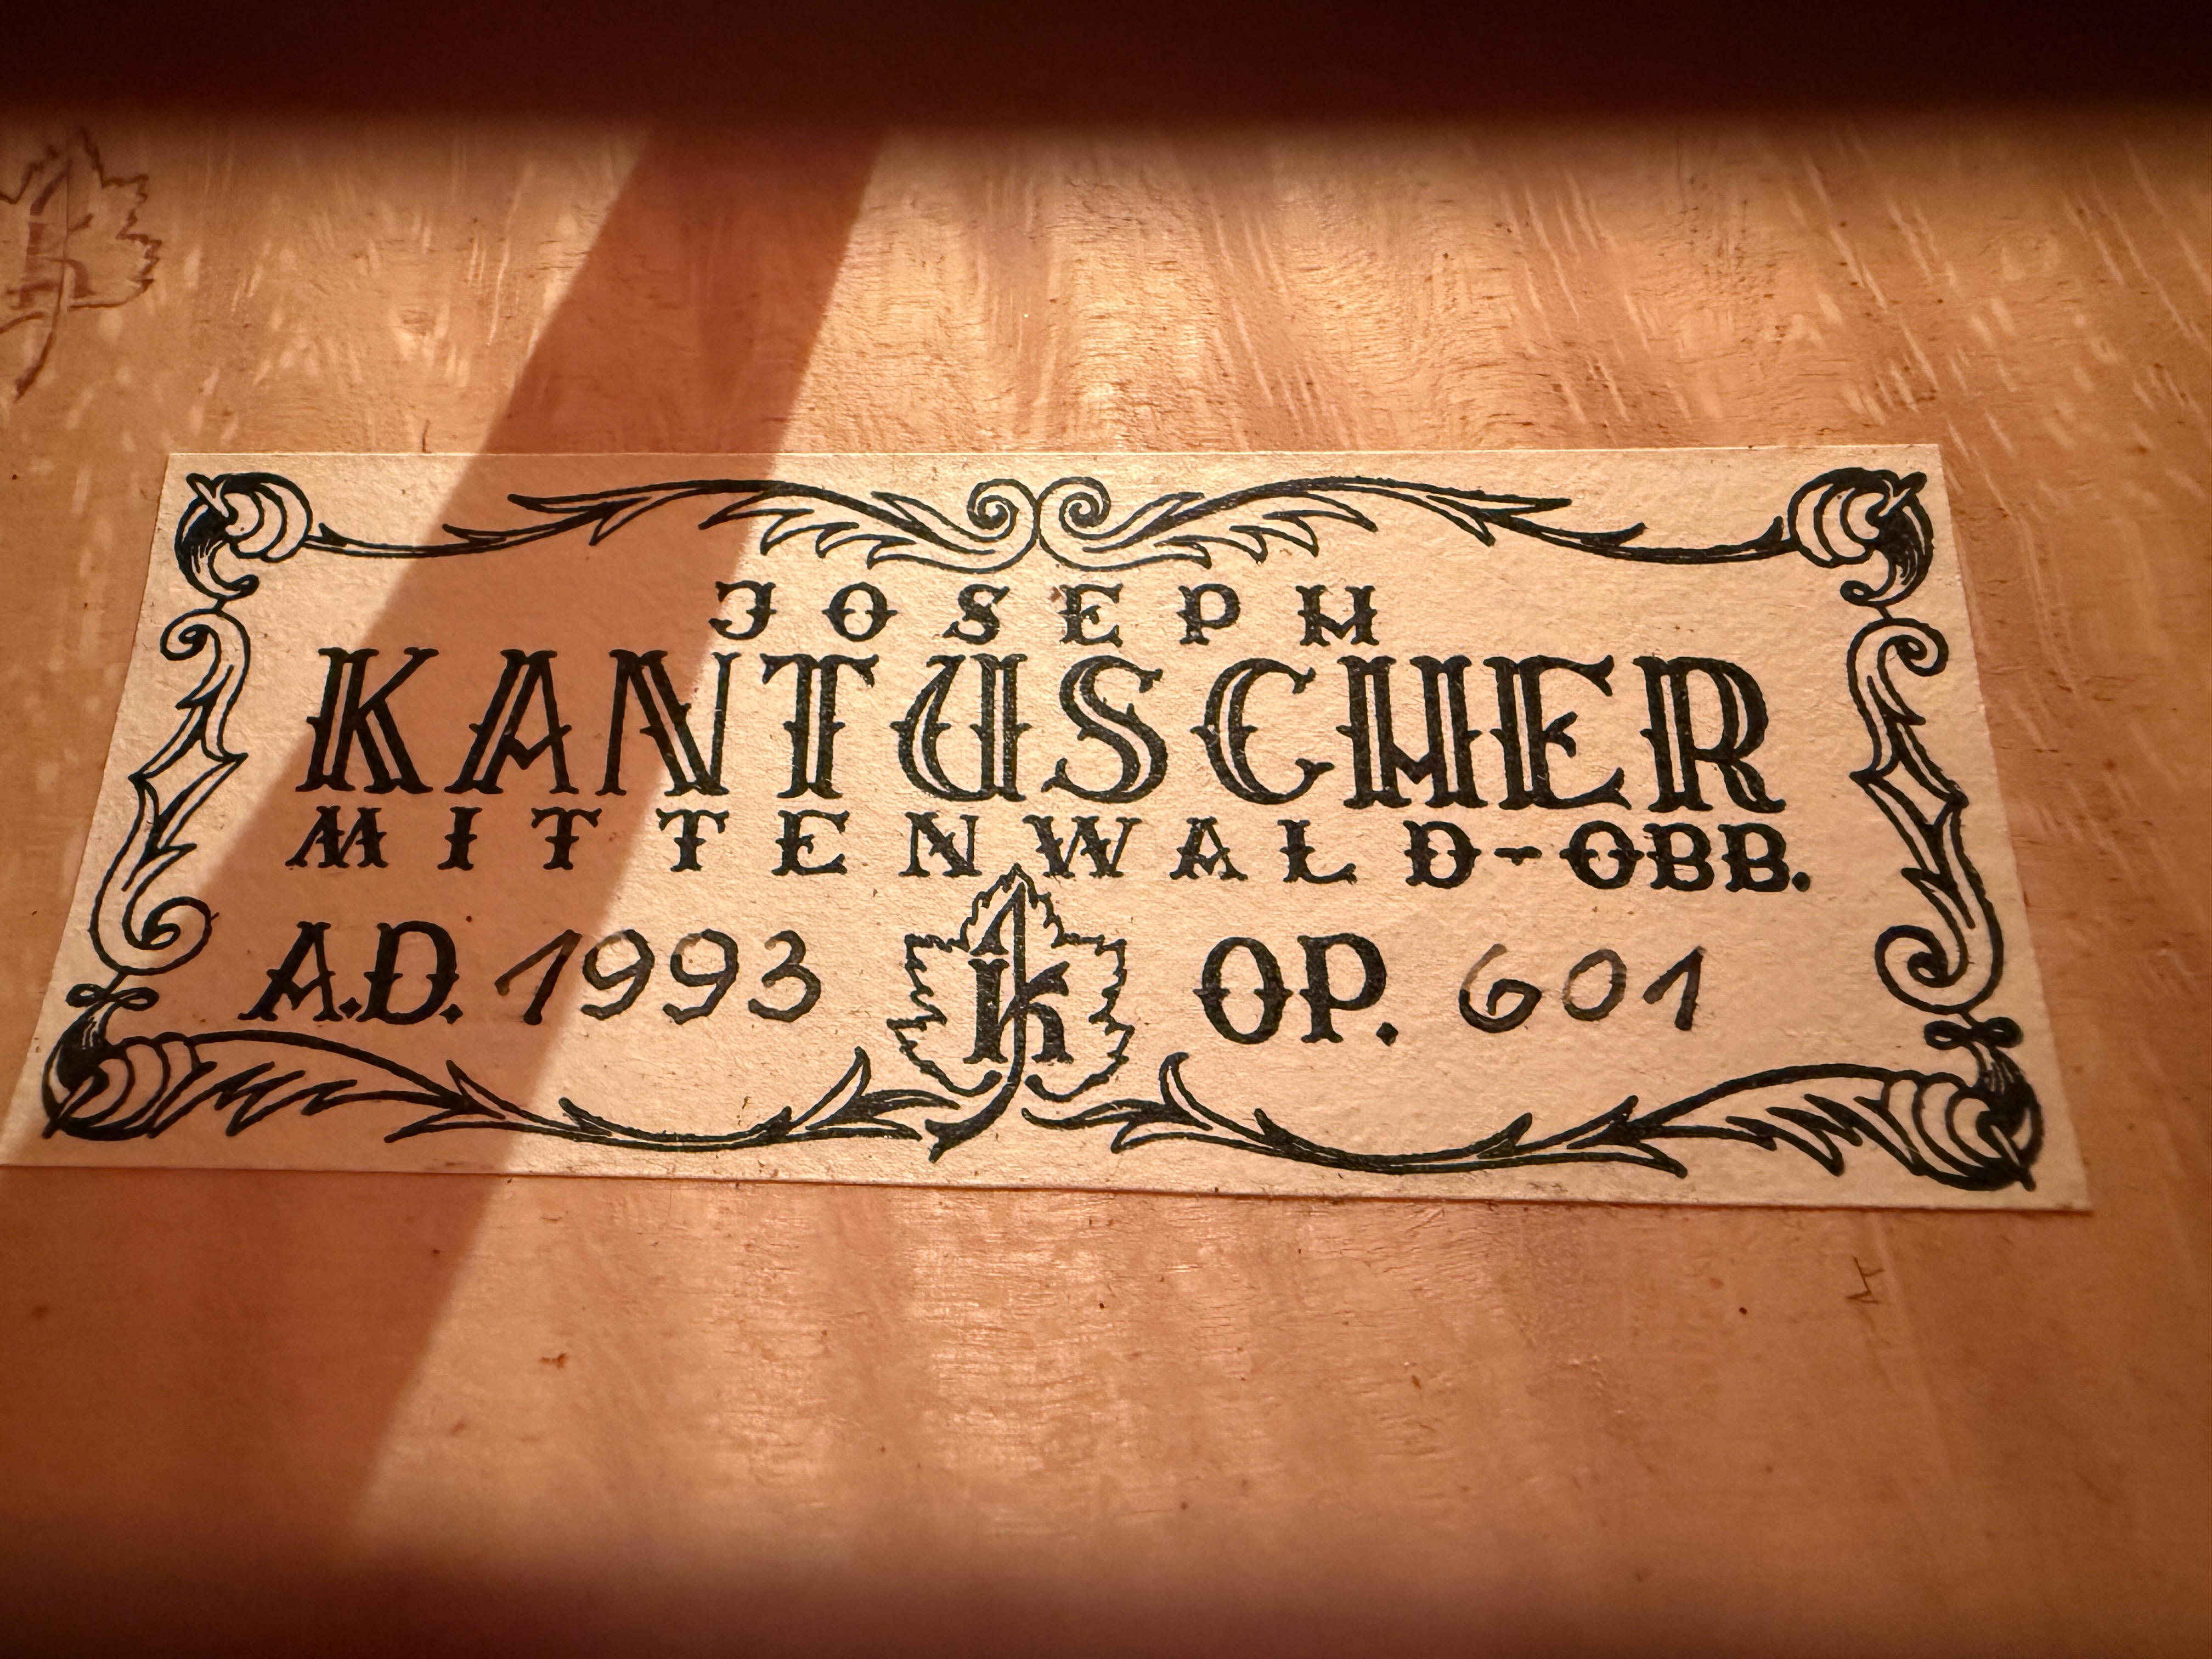 JOSEPH
KANTUSCHER
MITTENWALD-OBB.
A.D. 1993 K OP. 601